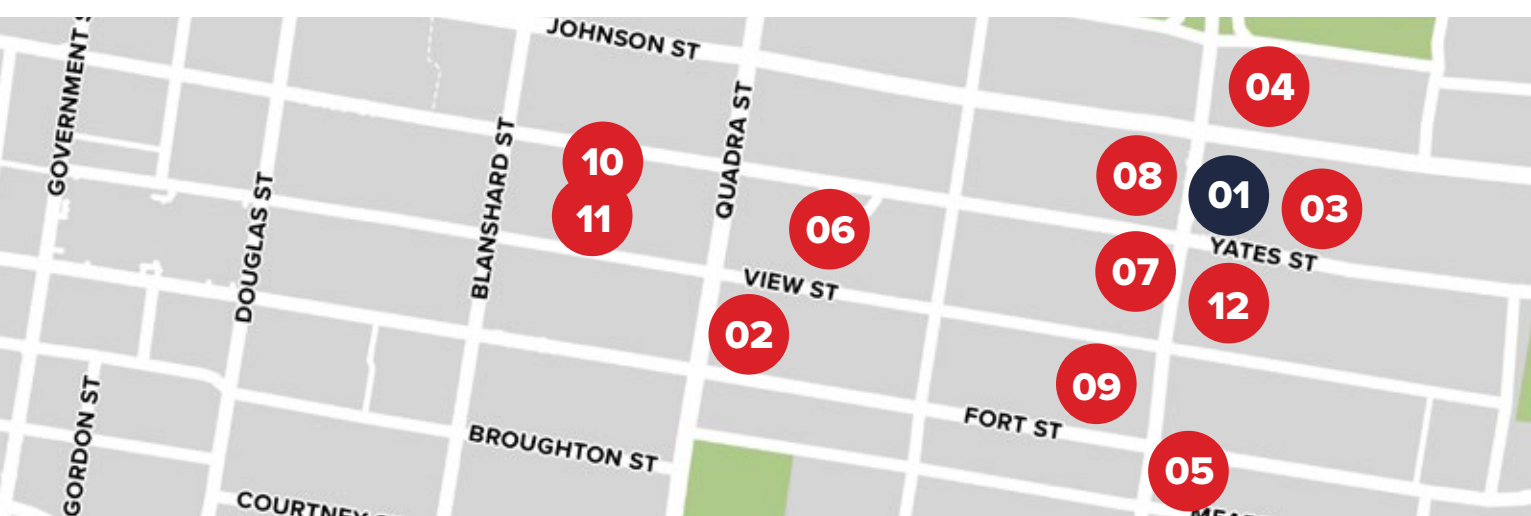 JOHNSON ST
GOVERNMENT
04
QUADRA ST
BLANSHARD ST
10
08
01
03
11
06
DOUGLAS ST
YATES ST
07
VIEW ST
12
02
09
GORDON ST
FORT ST
BROUGHTON ST
05
COURTNEY